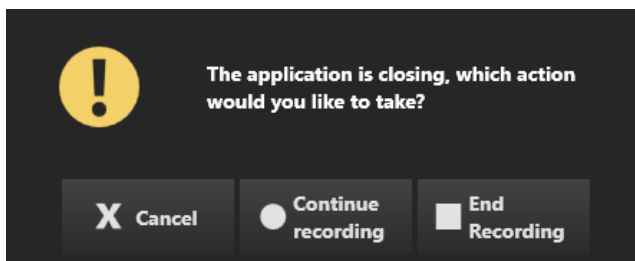 The application is closing, which action
would you like to take?
X Cancel
Continue
recording
End
Recording